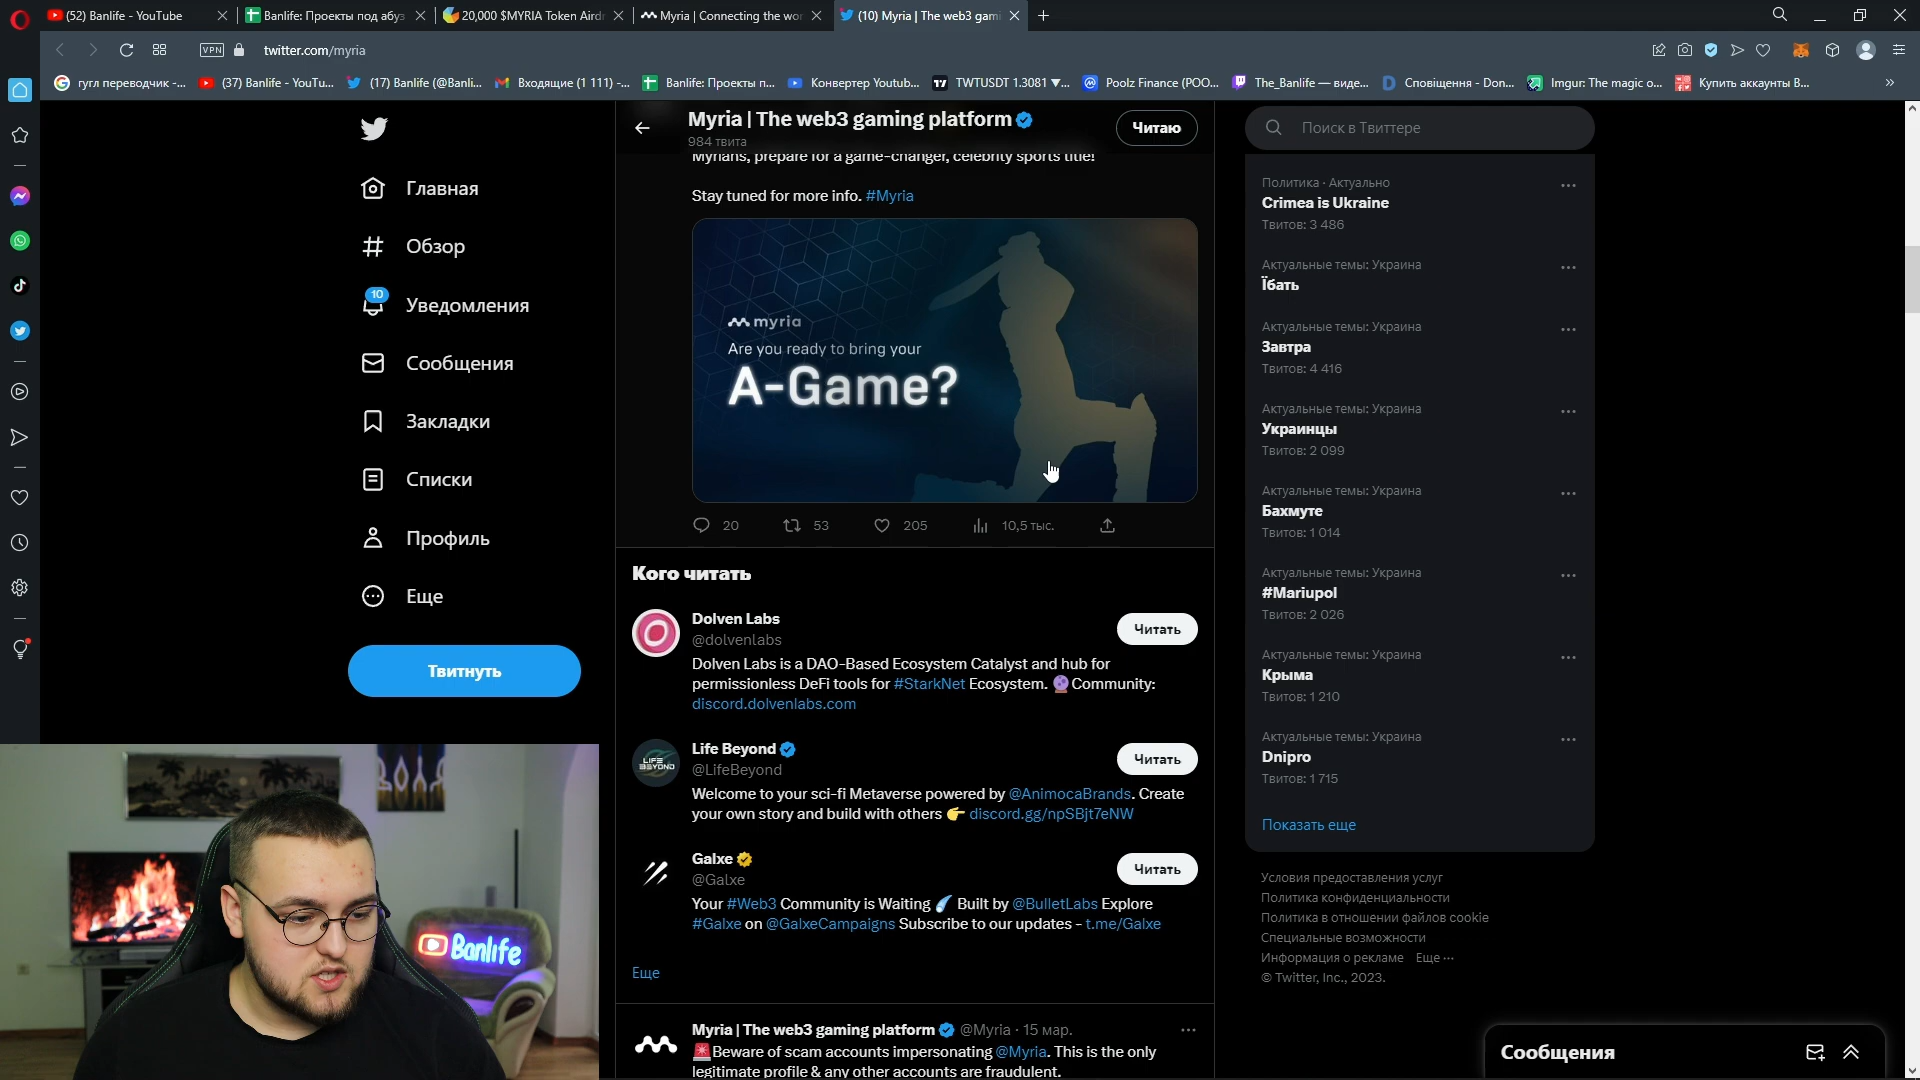 (52) Banlife - YouTube
Banlife: Проекты под абуз
20,000 $MYRIA Token Airdr
Myria | Connecting the wor
(10) Myria | The web3 gami
VPN
twitter.com/myria
гугл переводчик -...
(37) Banlife - YouTu...
(17) Banlife (@Banli...
Входящие (1 111) -...
Banlife: Проекты п...
Конвертер Youtub...
TWTUSDT 1.3081 ▼...
Poolz Finance (POO...
The_Banlife — виде...
Сповіщення - Don...
Imgur: The magic o...
Купить аккаунты B...
Главная
Обзор
10
Уведомления
Сообщения
Закладки
Списки
Профиль
Еще
Твитнуть
Myria | The web3 gaming platform
984 твита
Читаю
Myrians, prepare for a game-changer, celebrity sports title!
Stay tuned for more info. #Myria
myria
Are you ready to bring your
A-Game?
20
53
205
10,5 тыс.
Кого читать
Dolven Labs
@dolvenlabs
Читать
Dolven Labs is a DAO-Based Ecosystem Catalyst and hub for
permissionless DeFi tools for #StarkNet Ecosystem. 🔮Community:
discord.dolvenlabs.com
LIFE
BEYOND
Life Beyond
@LifeBeyond
Читать
Welcome to your sci-fi Metaverse powered by @AnimocaBrands. Create
your own story and build with others 👉 discord.gg/npSBjt7eNW
Galxe
@Galxe
Читать
Your #Web3 Community is Waiting Built by @BulletLabs Explore
#Galxe on @GalxeCampaigns Subscribe to our updates - t.me/Galxe
Еще
Myria | The web3 gaming platform @Myria · 15 мар.
🚨Beware of scam accounts impersonating @Myria. This is the only
legitimate profile & any other accounts are fraudulent.
Поиск в Твиттере
Политика · Актуально
Crimea is Ukraine
Твитов: 3 486
Актуальные темы: Украина
Їбать
Актуальные темы: Украина
Завтра
Твитов: 4 416
Актуальные темы: Украина
Украинцы
Твитов: 2 099
Актуальные темы: Украина
Бахмуте
Твитов: 1 014
Актуальные темы: Украина
#Mariupol
Твитов: 2 026
Актуальные темы: Украина
Крыма
Твитов: 1 210
Актуальные темы: Украина
Dnipro
Твитов: 1 715
Показать еще
Условия предоставления услуг
Политика конфиденциальности
Политика в отношении файлов cookie
Специальные возможности
Информация о рекламе Еще ···
© Twitter, Inc., 2023.
Сообщения
Banlife